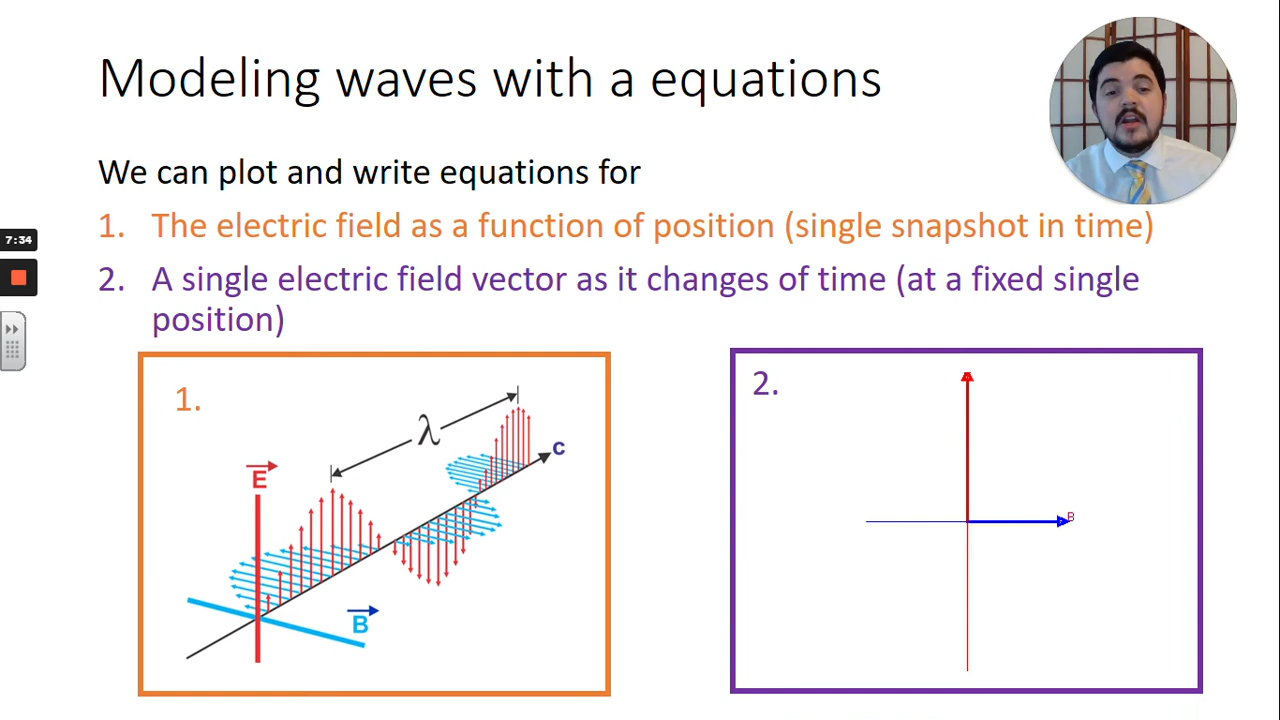 Modeling waves with a equations
We can plot and write equations for
1. The electric field as a function of position (single snapshot in time)
2. A single electric field vector as it changes of time (at a fixed single
position)
7:34
1.
λ
c
E
B
2.
B